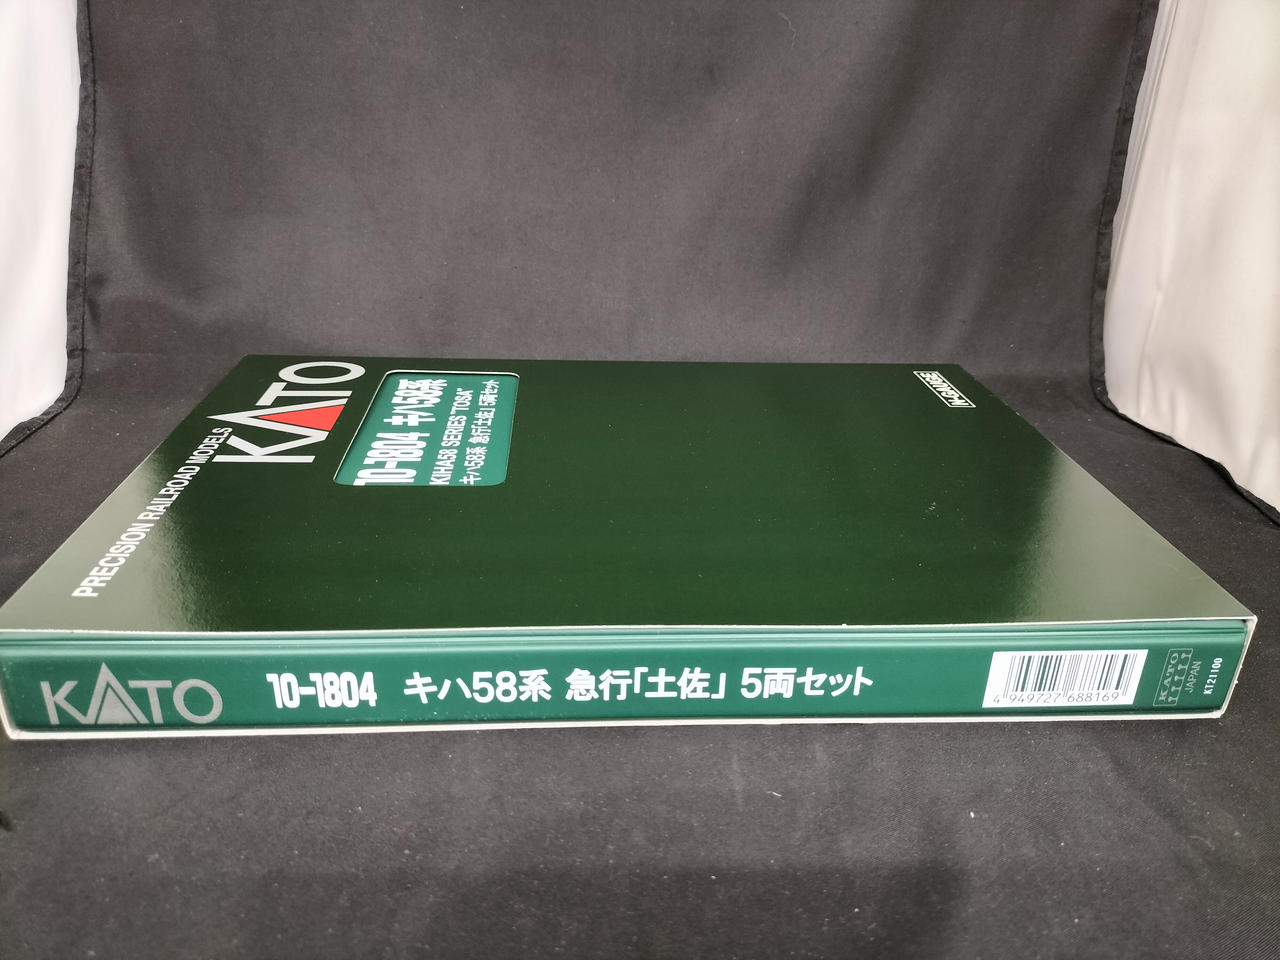 PRECISION RAILROAD MODELS
KATO
10-1804 キハ58系
KIHA58 SERIES "TOSA"
キハ58系 急行「土佐」 5両セット
N-GAUGE
KATO
10-1804 キハ58系 急行「土佐」 5両セット
4 949727 688169
KATO
JAPAN
KT21100